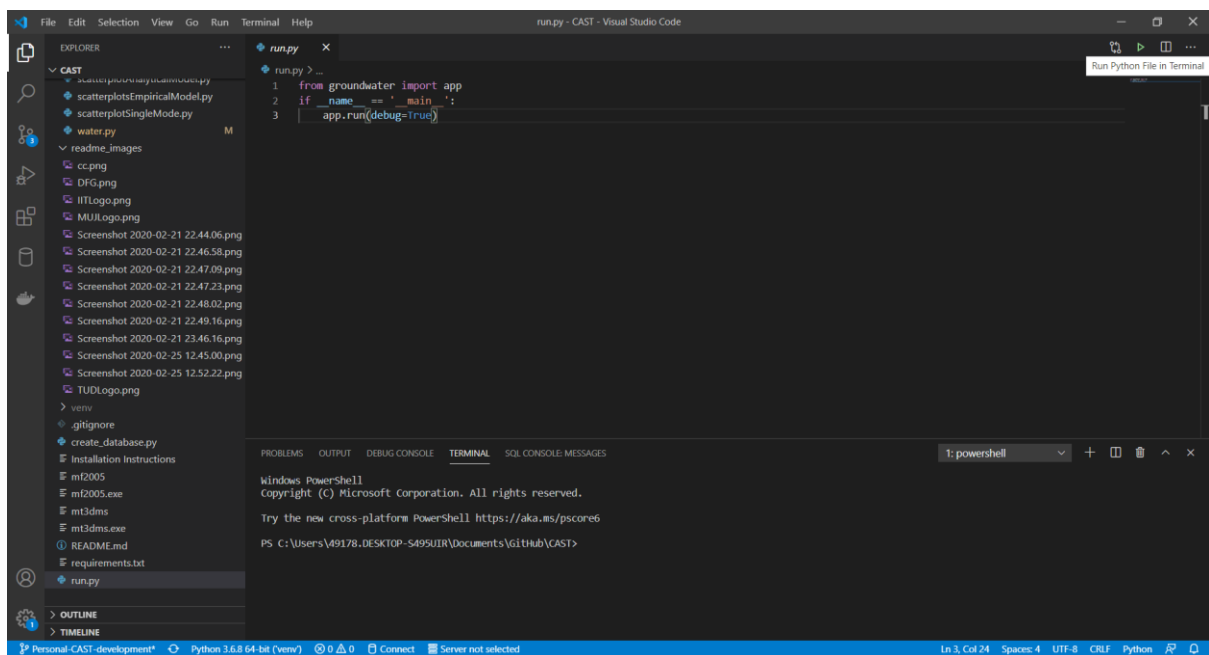 File Edit Selection View Go Run Terminal Help
run.py - CAST - Visual Studio Code
EXPLORER
run.py
Run Python File in Terminal
CAST
scatterplotAnalyticalModel.py
scatterplotsEmpiricalModel.py
scatterplotSingleMode.py
water.py M
readme_images
cc.png
DFG.png
IITLogo.png
MUJLogo.png
Screenshot 2020-02-21 22.44.06.png
Screenshot 2020-02-21 22.46.58.png
Screenshot 2020-02-21 22.47.09.png
Screenshot 2020-02-21 22.47.23.png
Screenshot 2020-02-21 22.48.02.png
Screenshot 2020-02-21 22.49.16.png
Screenshot 2020-02-21 23.46.16.png
Screenshot 2020-02-25 12.45.00.png
Screenshot 2020-02-25 12.52.22.png
TUDLogo.png
venv
.gitignore
create_database.py
Installation Instructions
mf2005
mf2005.exe
mt3dms
mt3dms.exe
README.md
requirements.txt
run.py
OUTLINE
TIMELINE
3
1
run.py > ...
1 from groundwater import app
2 if __name__ == '__main__':
3 app.run(debug=True)
PROBLEMS OUTPUT DEBUG CONSOLE TERMINAL SQL CONSOLE: MESSAGES
1: powershell
Windows PowerShell
Copyright (C) Microsoft Corporation. All rights reserved.
Try the new cross-platform PowerShell https://aka.ms/pscore6
PS C:\Users\49178.DESKTOP-S495UIR\Documents\GitHub\CAST>
Personal-CAST-development* Python 3.6.8 64-bit ('venv') 0 0 Connect Server not selected
Ln 3, Col 24 Spaces: 4 UTF-8 CRLF Python